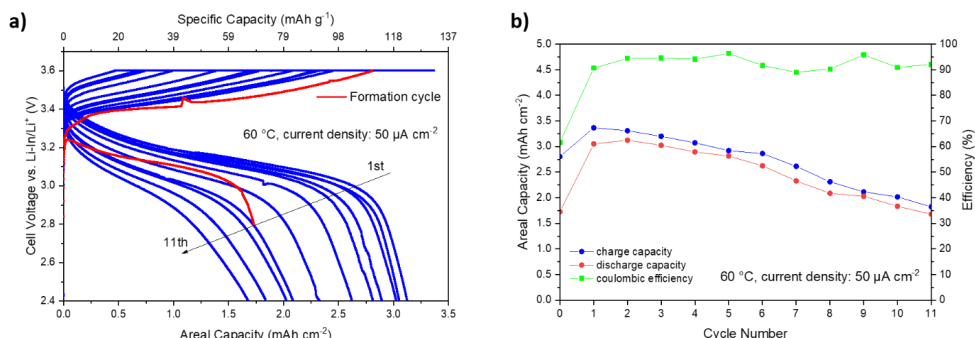 a)
Specific Capacity (mAh g-1)
0 20 39 59 78 98 118 137
3.6
3.4
3.2
3.0
2.8
2.6
2.4
Cell Voltage vs. Li-In/Li+ (V)
Formation cycle
60 °C, current density: 50 µA cm-2
1st
11th
0.0 0.5 1.0 1.5 2.0 2.5 3.0 3.5
Areal Capacity (mAh cm-2)
b)
5.0
4.5
4.0
3.5
3.0
2.5
2.0
1.5
1.0
0.5
0.0
Areal Capacity (mAh cm-2)
charge capacity
discharge capacity
coulombic efficiency
60 °C, current density: 50 µA cm-2
0 1 2 3 4 5 6 7 8 9 10 11
Cycle Number
100
90
80
70
60
50
40
30
20
10
0
Efficiency (%)